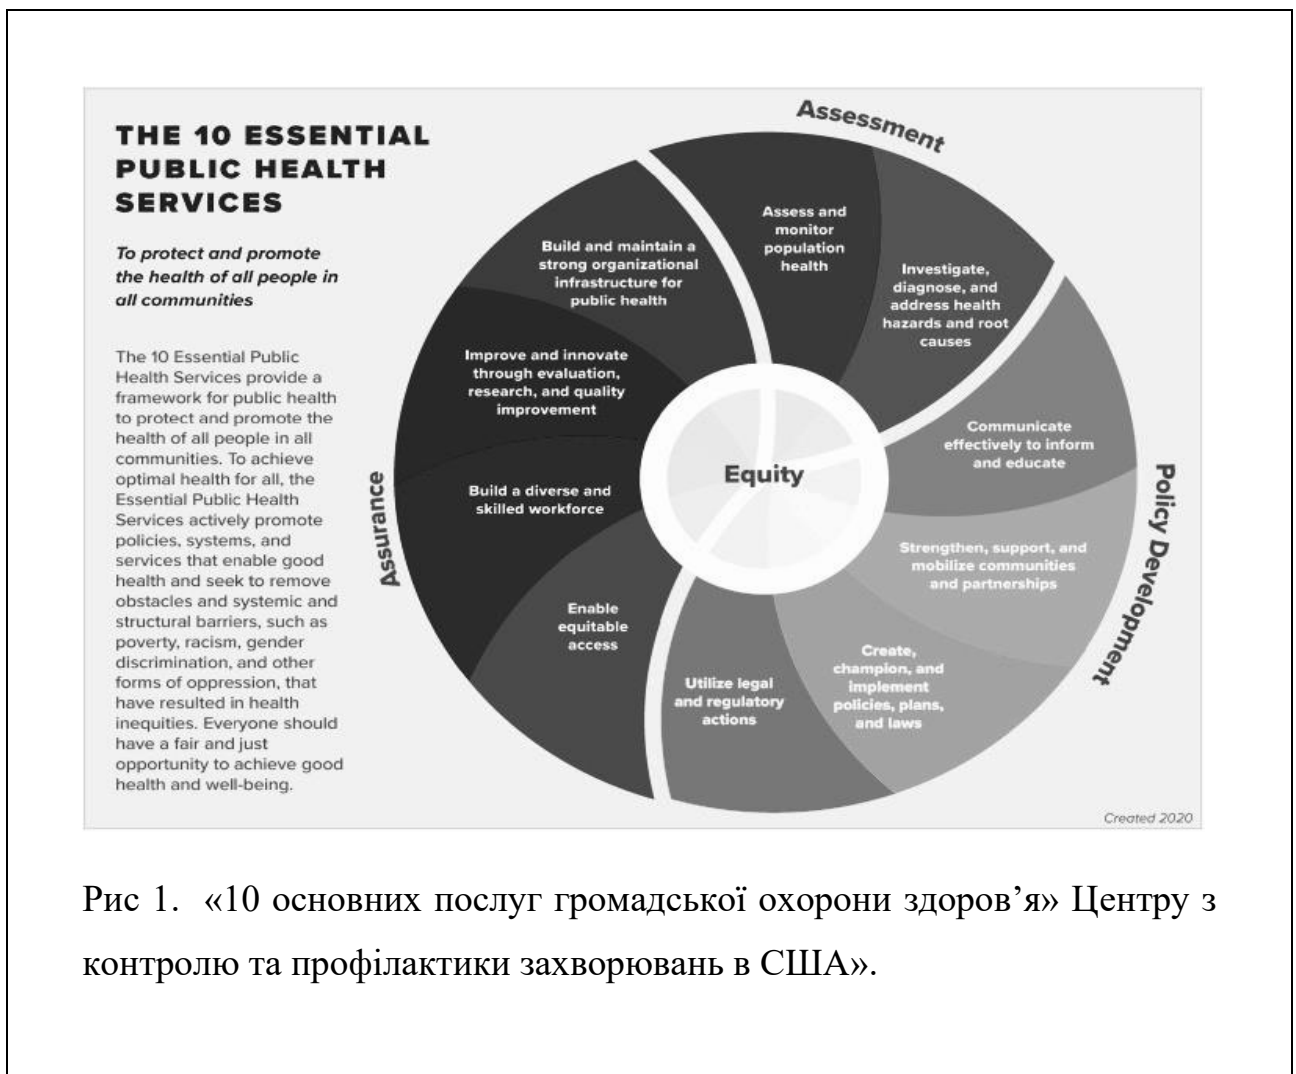 THE 10 ESSENTIAL
PUBLIC HEALTH
SERVICES
To protect and promote
the health of all people in
all communities
The 10 Essential Public
Health Services provide a
framework for public health
to protect and promote the
health of all people in all
communities. To achieve
optimal health for all, the
Essential Public Health
Services actively promote
policies, systems, and
services that enable good
health and seek to remove
obstacles and systemic and
structural barriers, such as
poverty, racism, gender
discrimination, and other
forms of oppression, that
have resulted in health
inequities. Everyone should
have a fair and just
opportunity to achieve good
health and well-being.
Assessment
Assess and
monitor
population
health
Investigate,
diagnose, and
address health
hazards and root
causes
Policy Development
Communicate
effectively to inform
and educate
Strengthen, support, and
mobilize communities
and partnerships
Create,
champion, and
implement
policies, plans,
and laws
Utilize legal
and regulatory
actions
Assurance
Enable
equitable
access
Build a diverse and
skilled workforce
Improve and innovate
through evaluation,
research, and quality
improvement
Build and maintain a
strong organizational
infrastructure for
public health
Equity
Created 2020
Рис 1. «10 основних послуг громадської охорони здоров’я» Центру з
контролю та профілактики захворювань в США».